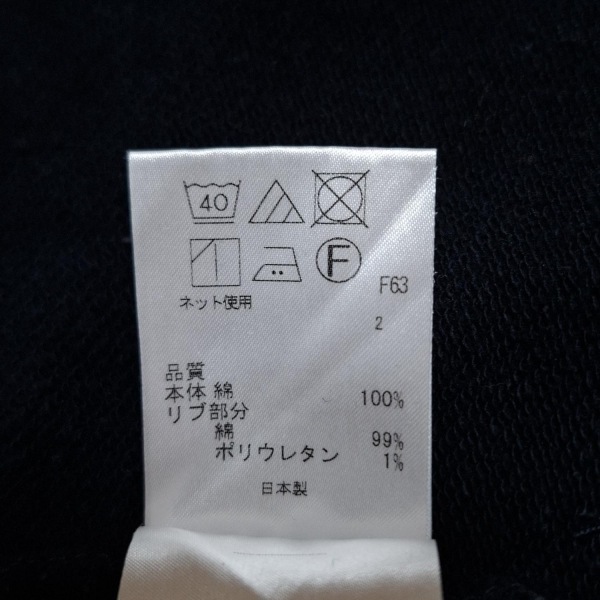 40
F
ネット使用
F63
2
品質
本体 綿 100%
リブ部分
綿 99%
ポリウレタン 1%
日本製